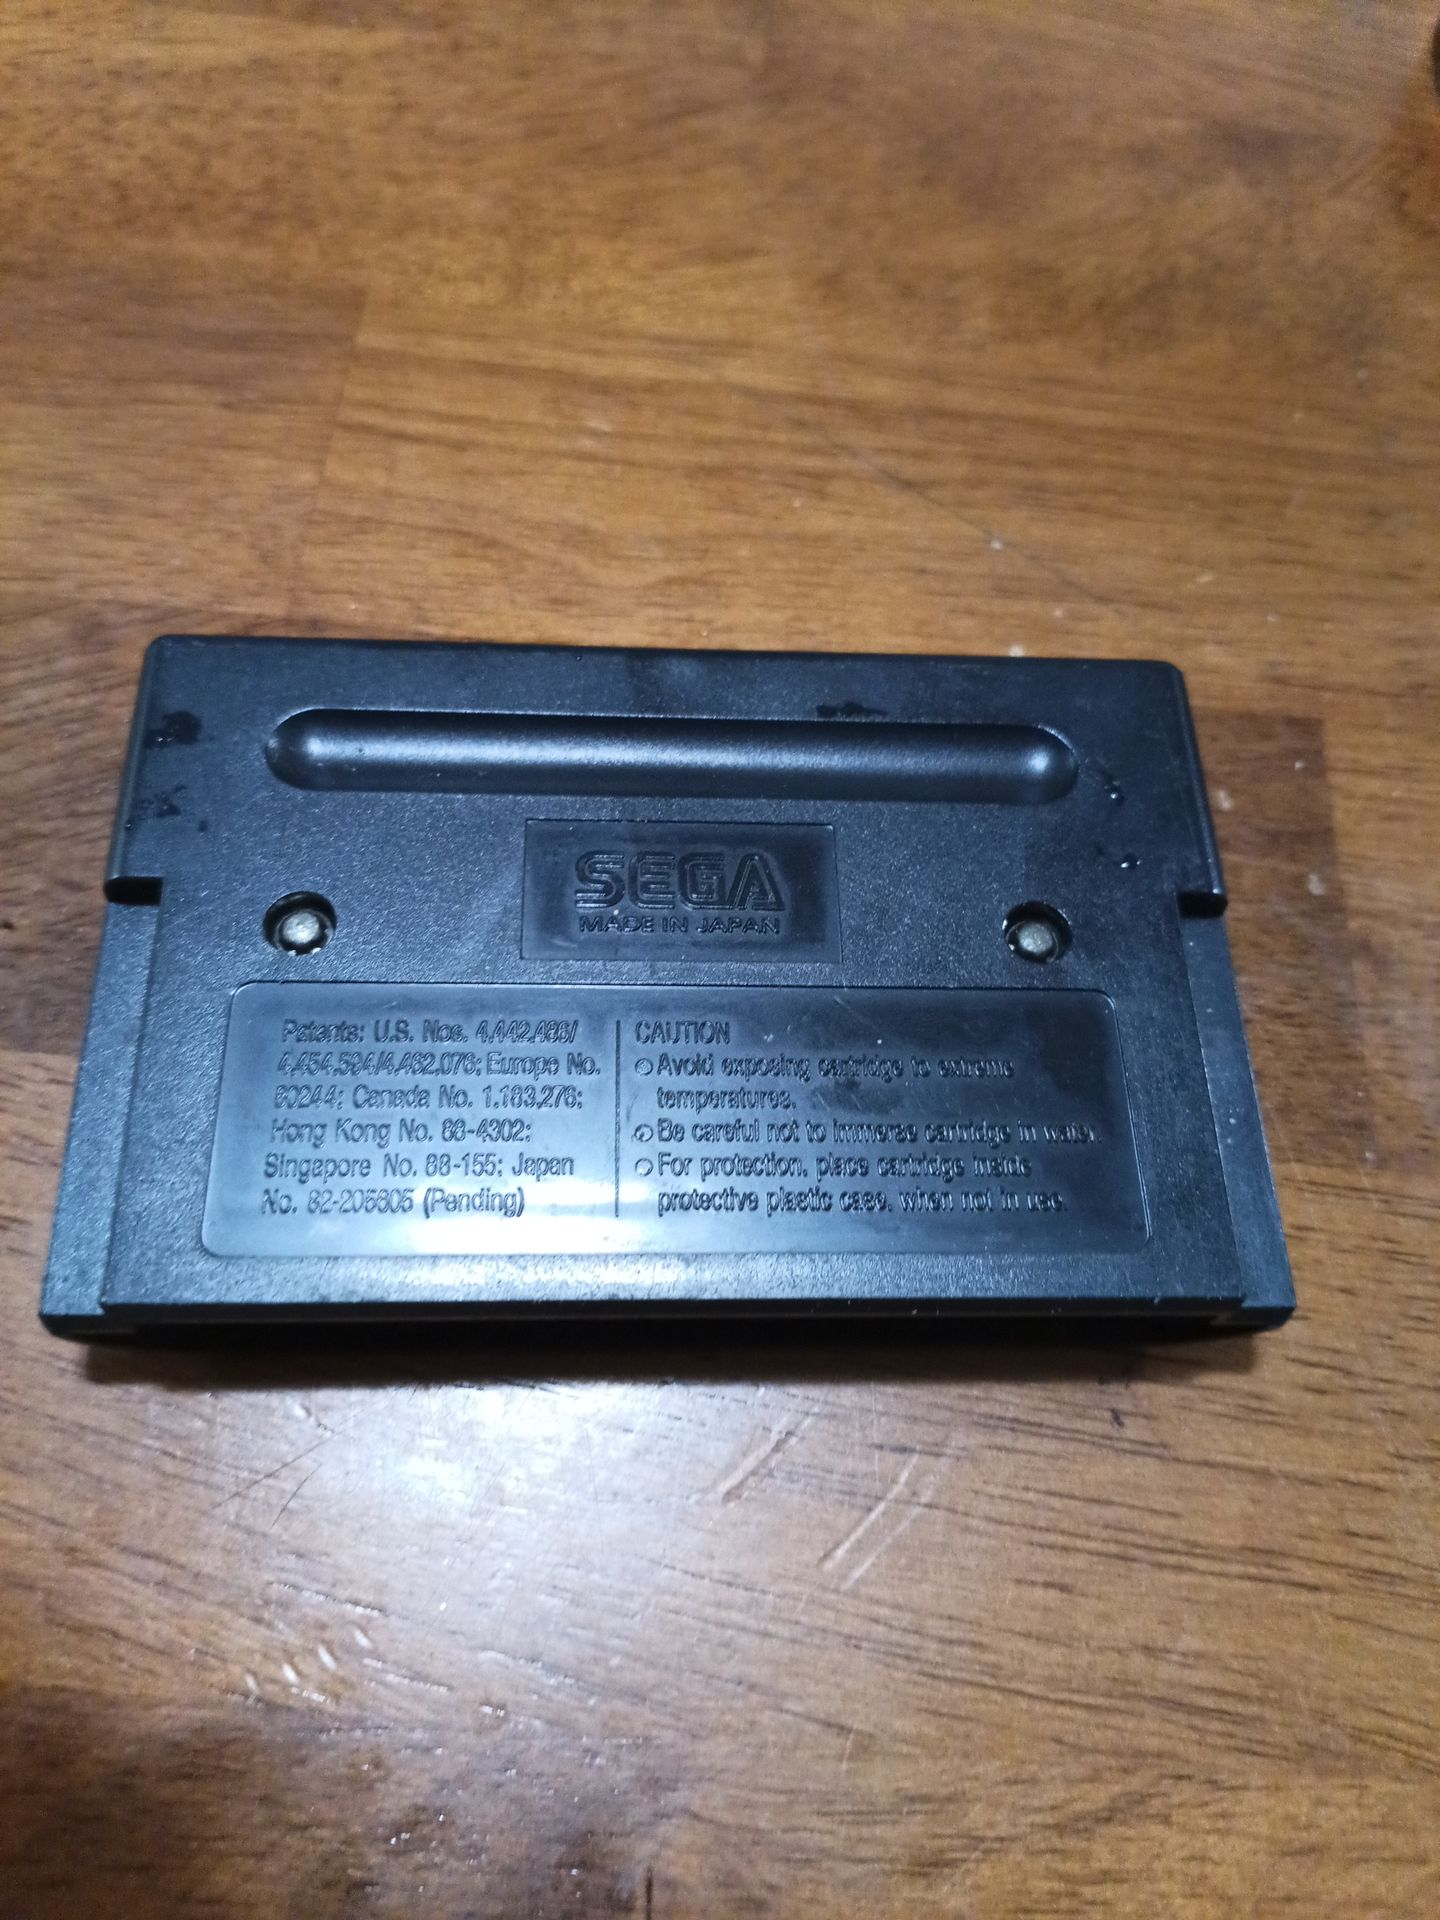 SEGA
MADE IN JAPAN
Patents: U.S. Nos. 4,442,486/
4,454,594/4,462,076; Europe No.
80244; Canada No. 1,183,276;
Hong Kong No. 88-4302;
Singapore No. 88-155; Japan
No. 82-205605 (Pending)
CAUTION
Avoid exposing cartridge to extreme
temperatures.
Be careful not to immerse cartridge in water.
For protection, place cartridge inside
protective plastic case, when not in use.